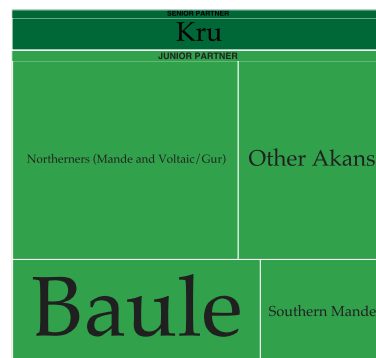 SENIOR PARTNER
Kru
JUNIOR PARTNER
Northerners (Mande and Voltaic/Gur)
Other Akans
Baule
Southern Mande